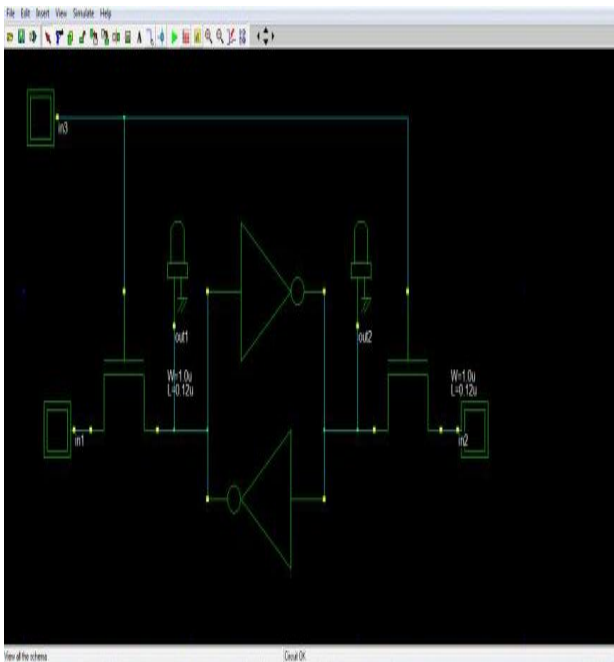 File Edit Insert View Simulate Help
A
in3
out1
out2
W=1.0u
L=0.12u
W=1.0u
L=0.12u
in1
in2
View all the schema
Circuit OK